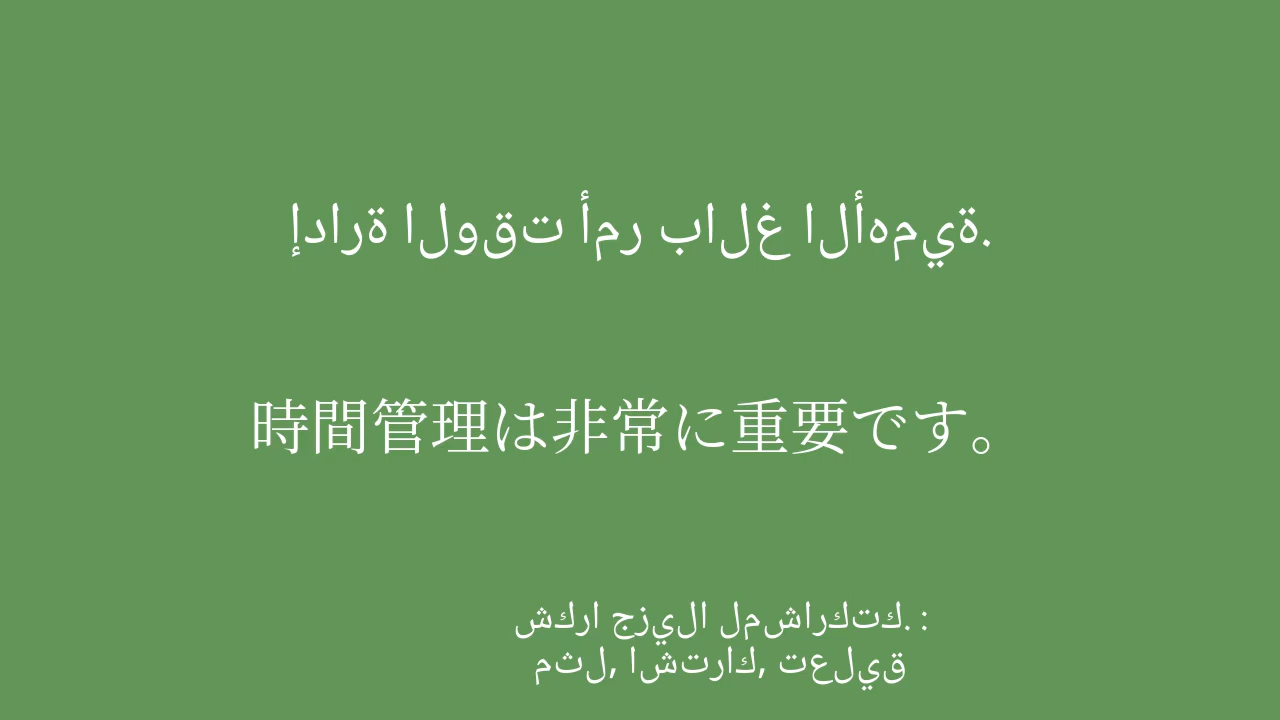 إدارة الوقت أمر بالغ الأهمية.
時間管理は非常に重要です。
شكرا جزيلا لمشاركتك. :
مثل, اشتراك, تعليق